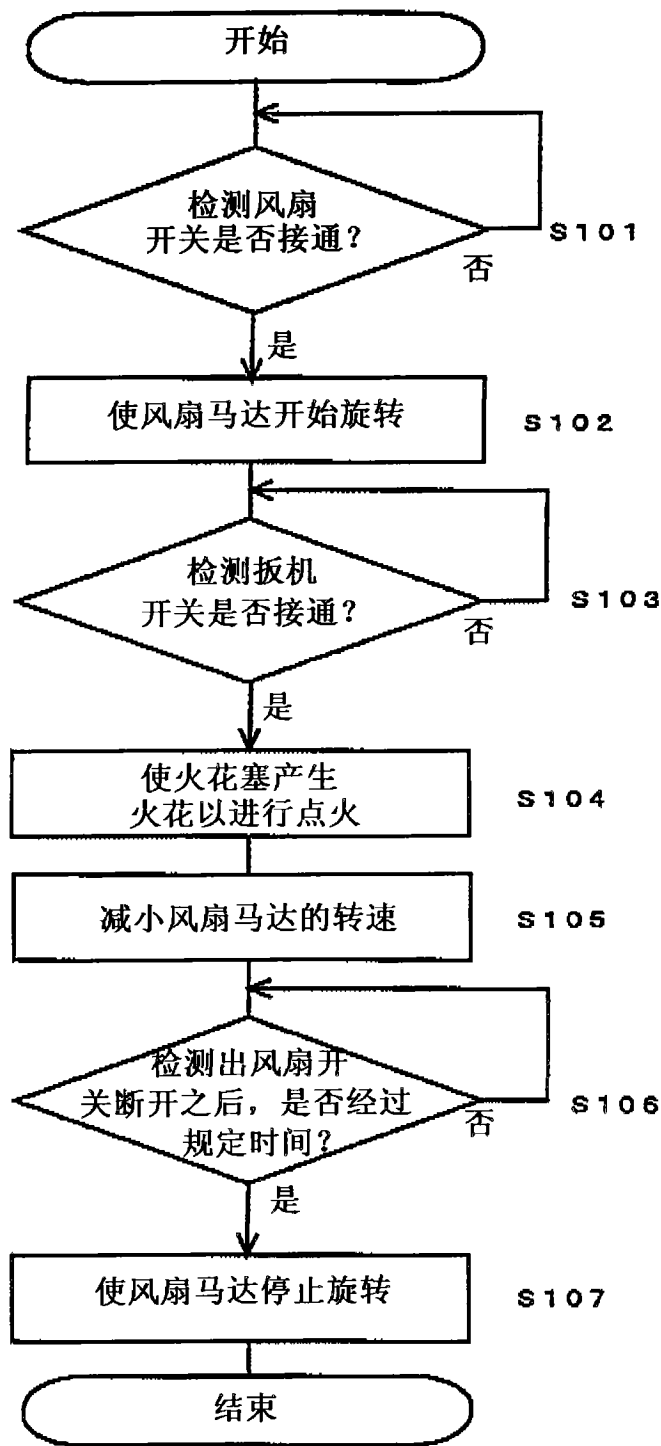 开始
检测风扇
开关是否接通？
S101
否
是
使风扇马达开始旋转
S102
检测扳机
开关是否接通？
S103
否
是
使火花塞产生
火花以进行点火
S104
减小风扇马达的转速
S105
检测出风扇开
关断开之后，是否经过
规定时间？
S106
否
是
使风扇马达停止旋转
S107
结束